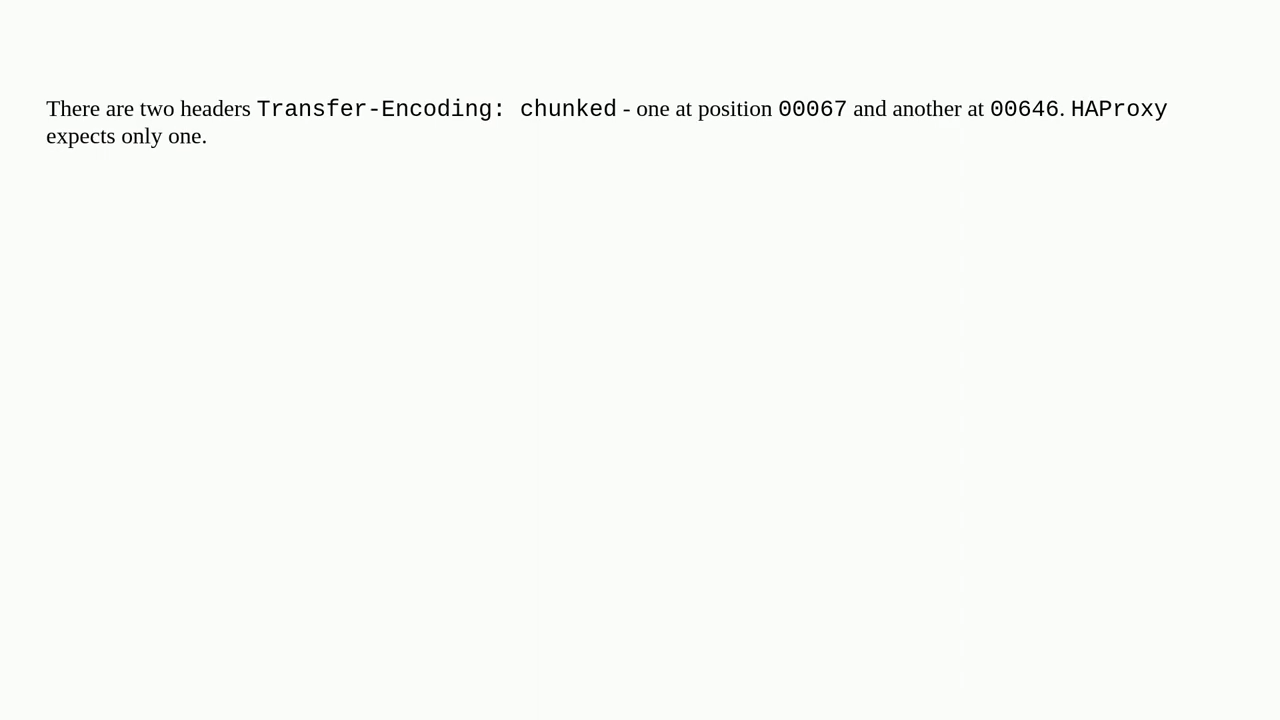 There are two headers Transfer-Encoding: chunked - one at position 00067 and another at 00646. HAProxy
expects only one.